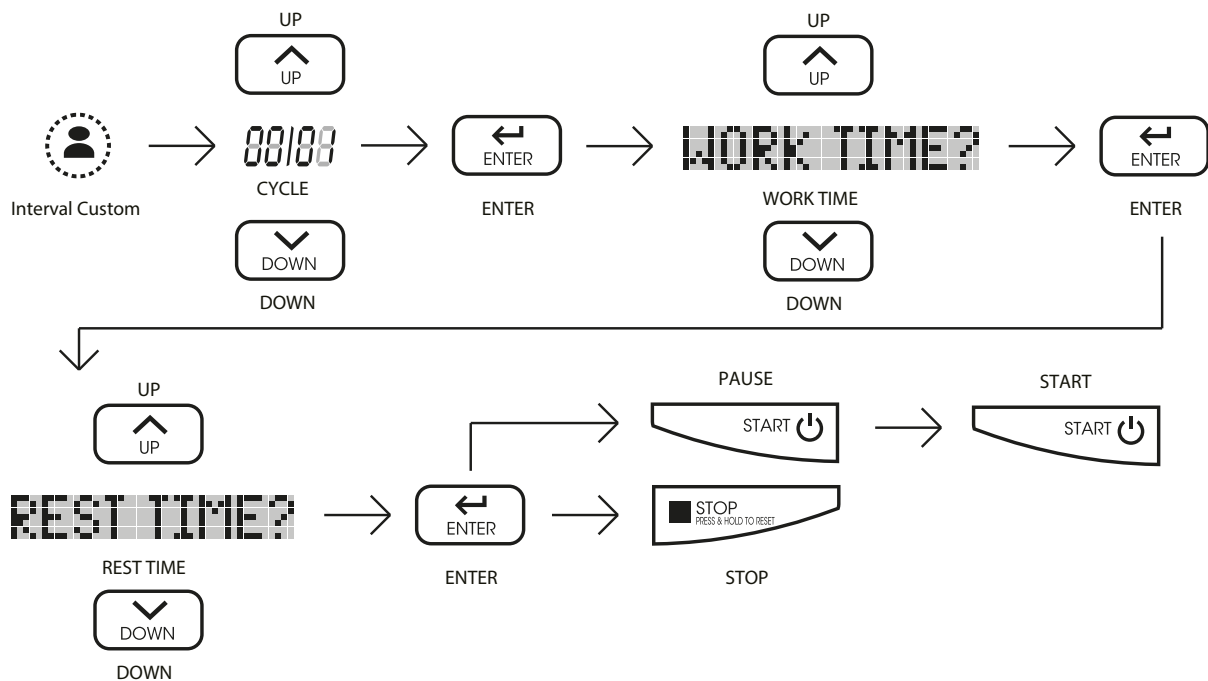 UP
UP
UP
UP
00/01
ENTER
WORK TIME?
ENTER
Interval Custom
CYCLE
ENTER
WORK TIME
ENTER
DOWN
DOWN
DOWN
DOWN
UP
UP
PAUSE
START
START
START
REST TIME?
ENTER
STOP
PRESS & HOLD TO RESET
REST TIME
ENTER
STOP
DOWN
DOWN